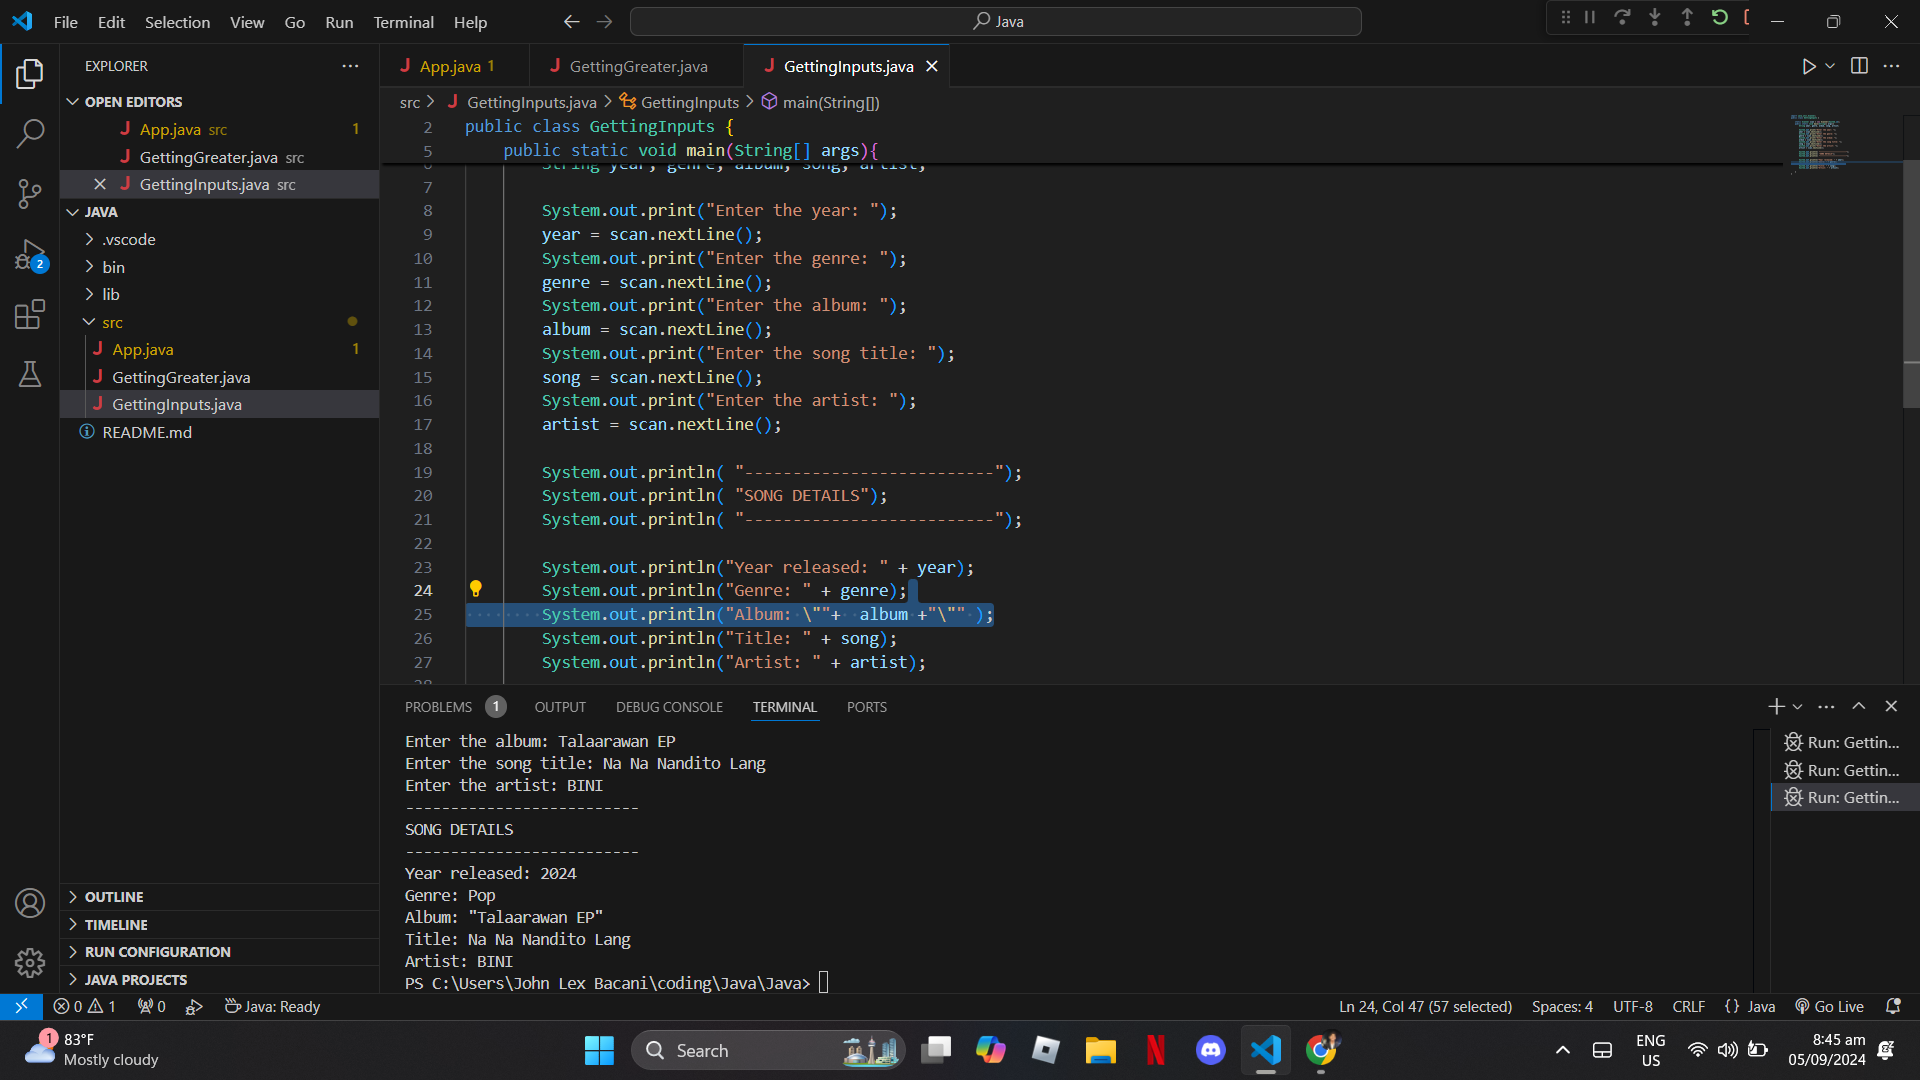 File Edit Selection View Go Run Terminal Help
Java
EXPLORER
OPEN EDITORS
App.java src 1
GettingGreater.java src
GettingInputs.java src
JAVA
.vscode
bin
lib
src
App.java 1
GettingGreater.java
GettingInputs.java
README.md
OUTLINE
TIMELINE
RUN CONFIGURATION
JAVA PROJECTS
2
App.java 1 GettingGreater.java GettingInputs.java
src > GettingInputs.java > GettingInputs > main(String[])
2 public class GettingInputs {
5 public static void main(String[] args){
6 String year, genre, album, song, artist;
7
8 System.out.print("Enter the year: ");
9 year = scan.nextLine();
10 System.out.print("Enter the genre: ");
11 genre = scan.nextLine();
12 System.out.print("Enter the album: ");
13 album = scan.nextLine();
14 System.out.print("Enter the song title: ");
15 song = scan.nextLine();
16 System.out.print("Enter the artist: ");
17 artist = scan.nextLine();
18
19 System.out.println( "--------------------------");
20 System.out.println( "SONG DETAILS");
21 System.out.println( "--------------------------");
22
23 System.out.println("Year released: " + year);
24 System.out.println("Genre: " + genre);
25 System.out.println("Album: \""+  album +"\"" );
26 System.out.println("Title: " + song);
27 System.out.println("Artist: " + artist);
PROBLEMS 1 OUTPUT DEBUG CONSOLE TERMINAL PORTS
Enter the album: Talaarawan EP
Enter the song title: Na Na Nandito Lang
Enter the artist: BINI
--------------------------
SONG DETAILS
--------------------------
Year released: 2024
Genre: Pop
Album: "Talaarawan EP"
Title: Na Na Nandito Lang
Artist: BINI
PS C:\Users\John Lex Bacani\coding\Java\Java>
Run: Gettin...
Run: Gettin...
Run: Gettin...
0 1 0 Java: Ready Ln 24, Col 47 (57 selected) Spaces: 4 UTF-8 CRLF {} Java Go Live
1
83°F
Mostly cloudy
Search
ENG
US
8:45 am
05/09/2024